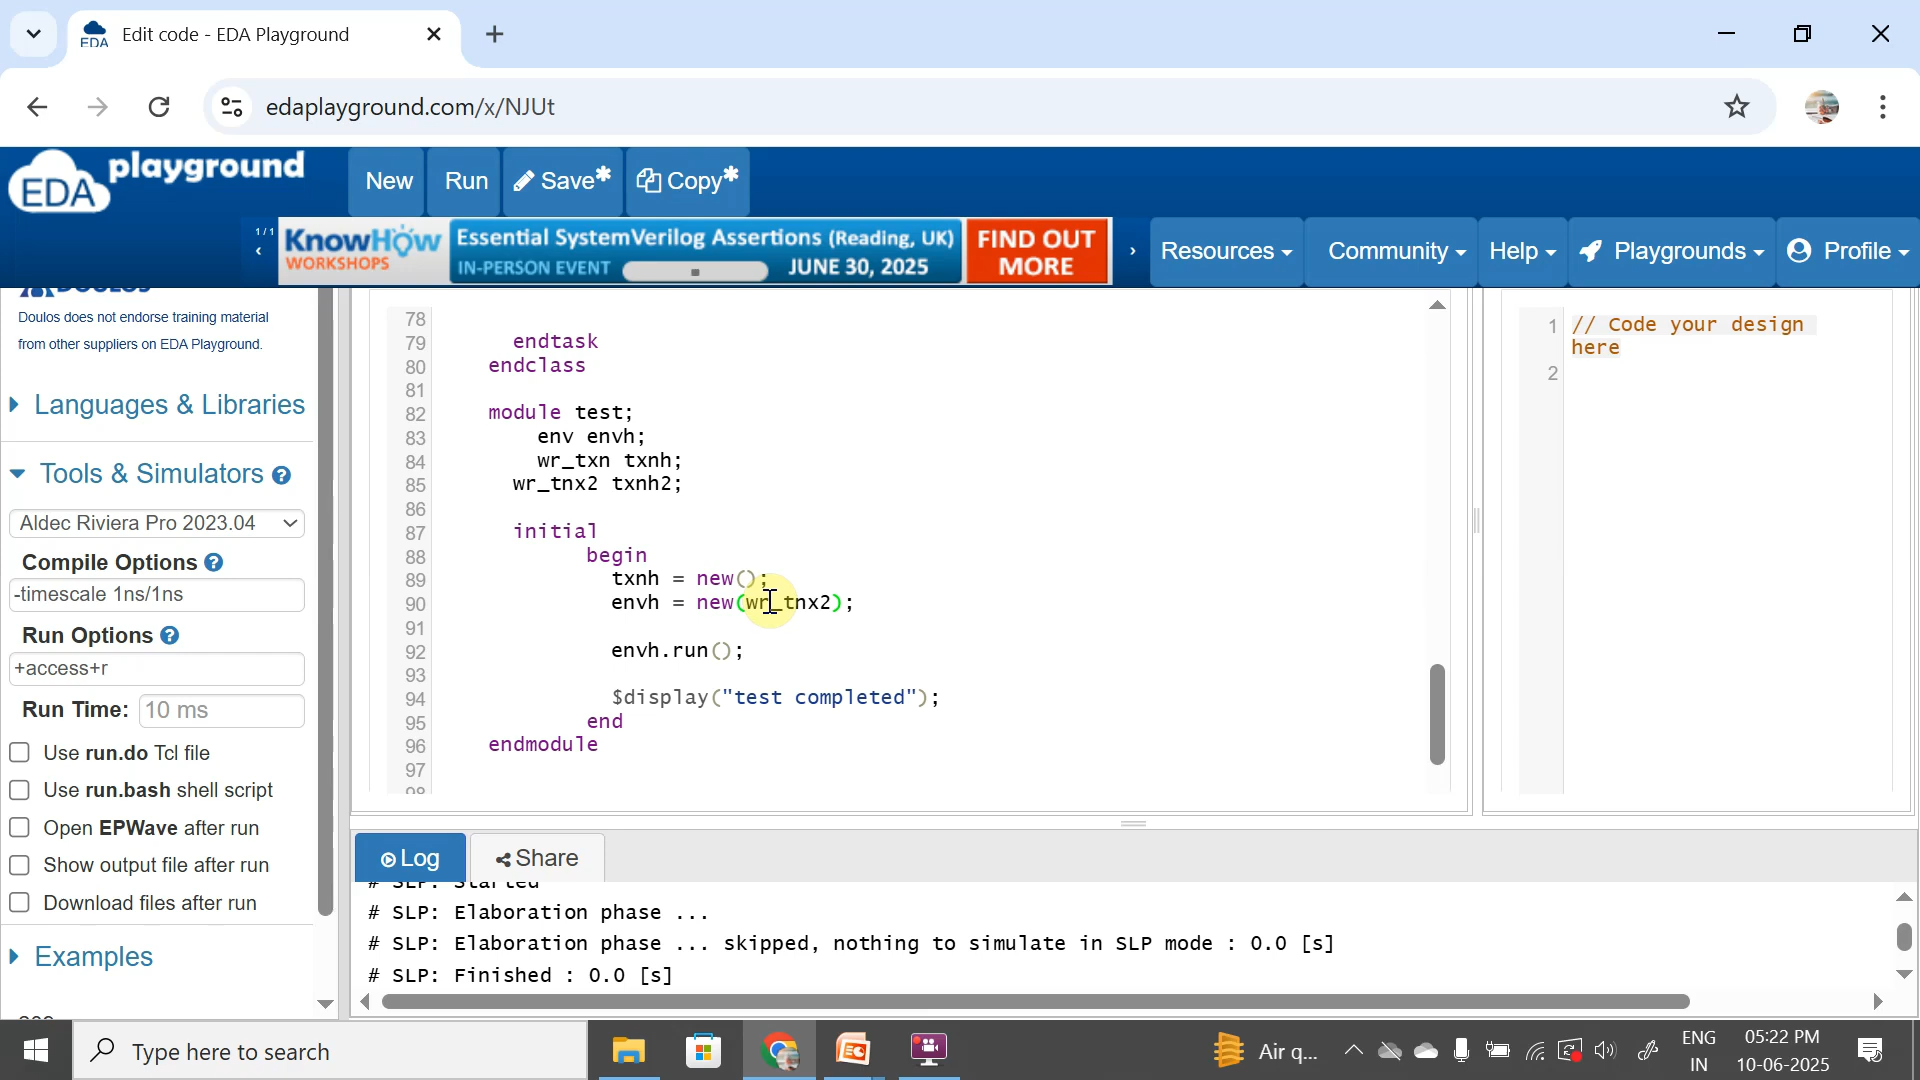 Edit code - EDA Playground
EDA
edaplayground.com/x/NJUt
EDA playground
New
Run
Save*
Copy*
1/1
KnowHow
WORKSHOPS
Essential SystemVerilog Assertions (Reading, UK)
IN-PERSON EVENT
JUNE 30, 2025
FIND OUT
MORE
Resources
Community
Help
Playgrounds
Profile
Doulos does not endorse training material
from other suppliers on EDA Playground.
Languages & Libraries
Tools & Simulators
Aldec Riviera Pro 2023.04
Compile Options
-timescale 1ns/1ns
Run Options
+access+r
Run Time: 10 ms
Use run.do Tcl file
Use run.bash shell script
Open EPWave after run
Show output file after run
Download files after run
Examples
78
79 endtask
80 endclass
81
82 module test;
83 env envh;
84 wr_txn txnh;
85 wr_tnx2 txnh2;
86
87 initial
88 begin
89 txnh = new();
90 envh = new(wr_tnx2);
91
92 envh.run();
93
94 $display("test completed");
95 end
96 endmodule
97
98
1 // Code your design
here
2
Log
Share
# SLP: Started
# SLP: Elaboration phase ...
# SLP: Elaboration phase ... skipped, nothing to simulate in SLP mode : 0.0 [s]
# SLP: Finished : 0.0 [s]
Type here to search
Air q...
ENG
IN
05:22 PM
10-06-2025